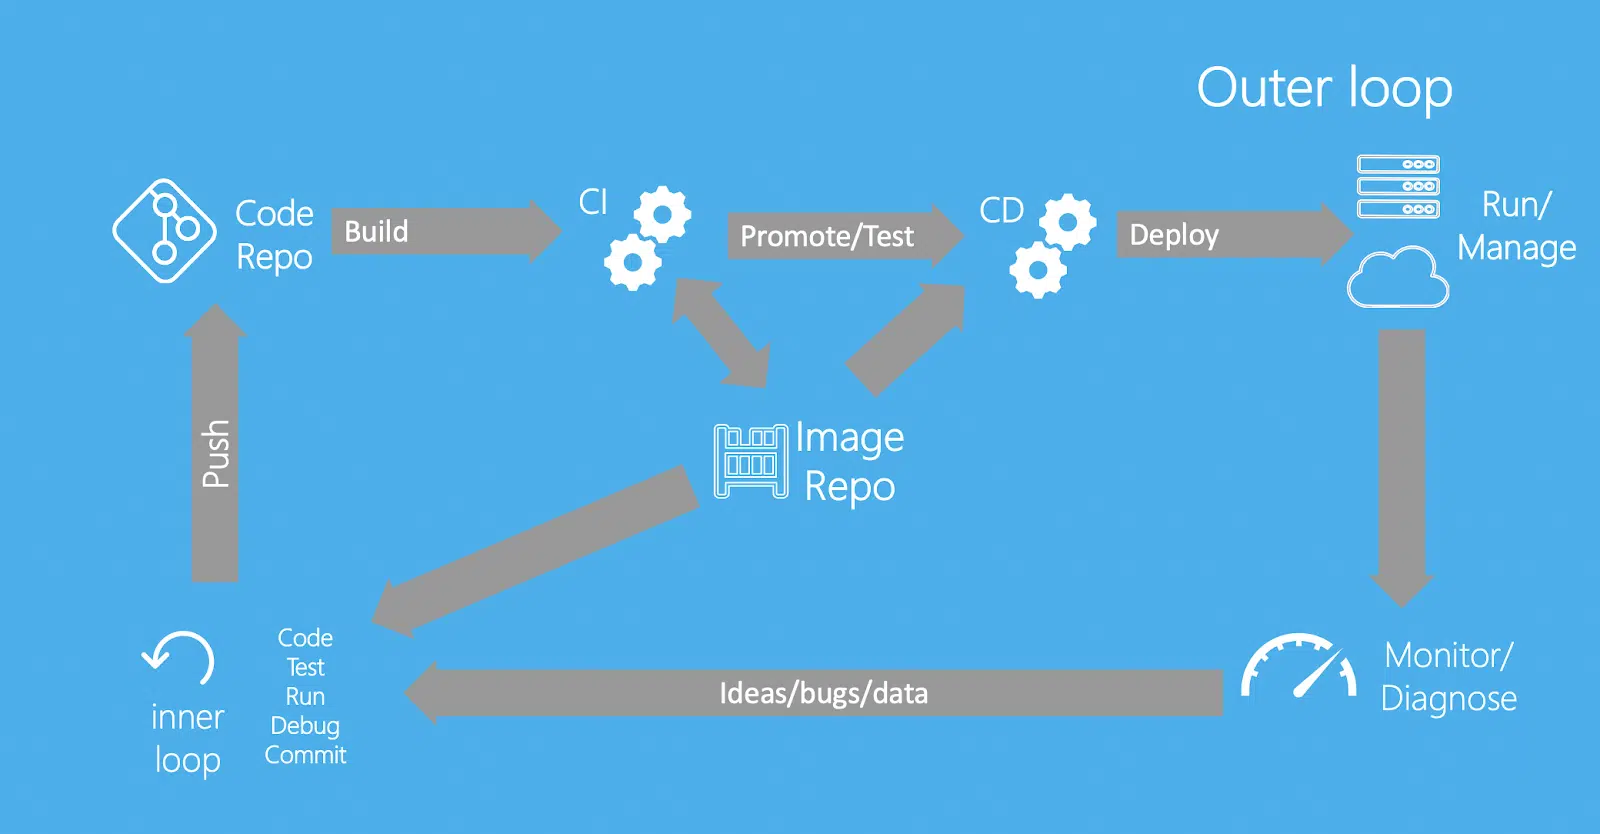 Outer loop
Code
Repo
Build
CI
Promote/Test
CD
Deploy
Run/
Manage
Push
Image
Repo
inner
loop
Code
Test
Run
Debug
Commit
Ideas/bugs/data
Monitor/
Diagnose